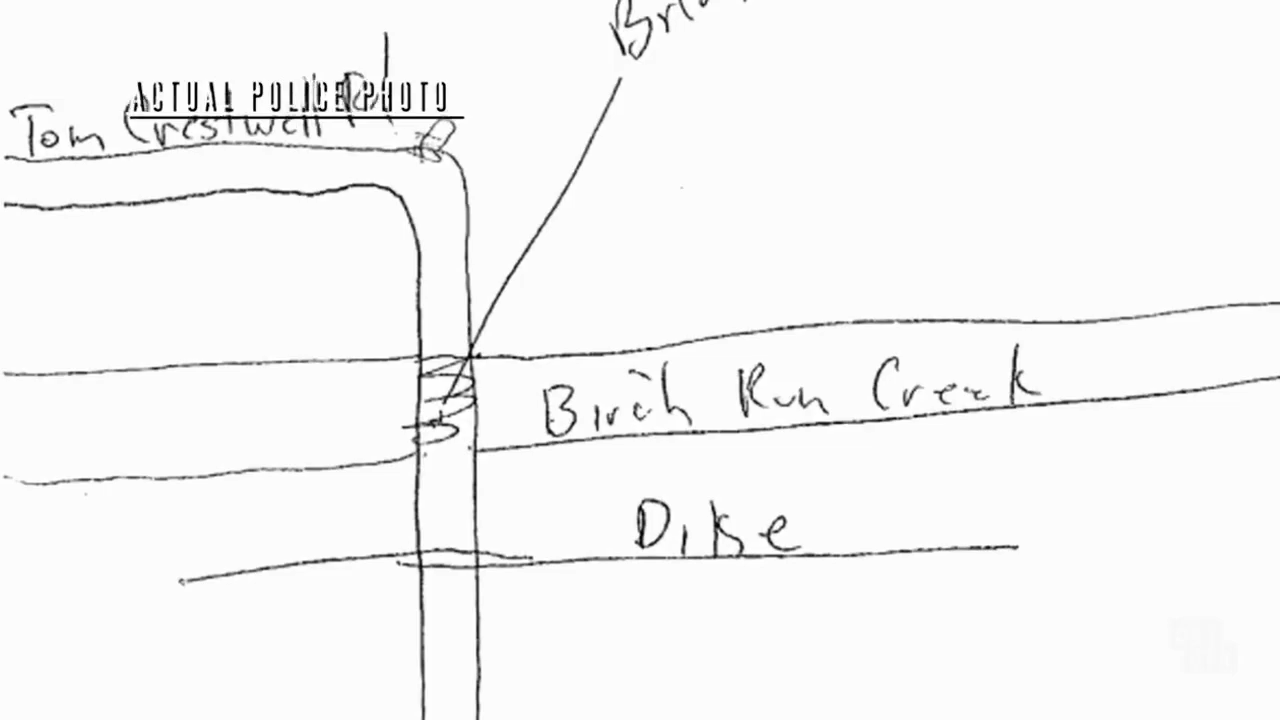 ACTUAL POLICE PHOTO
Tom Crestwell Rd
Birch Run Creek
Dike